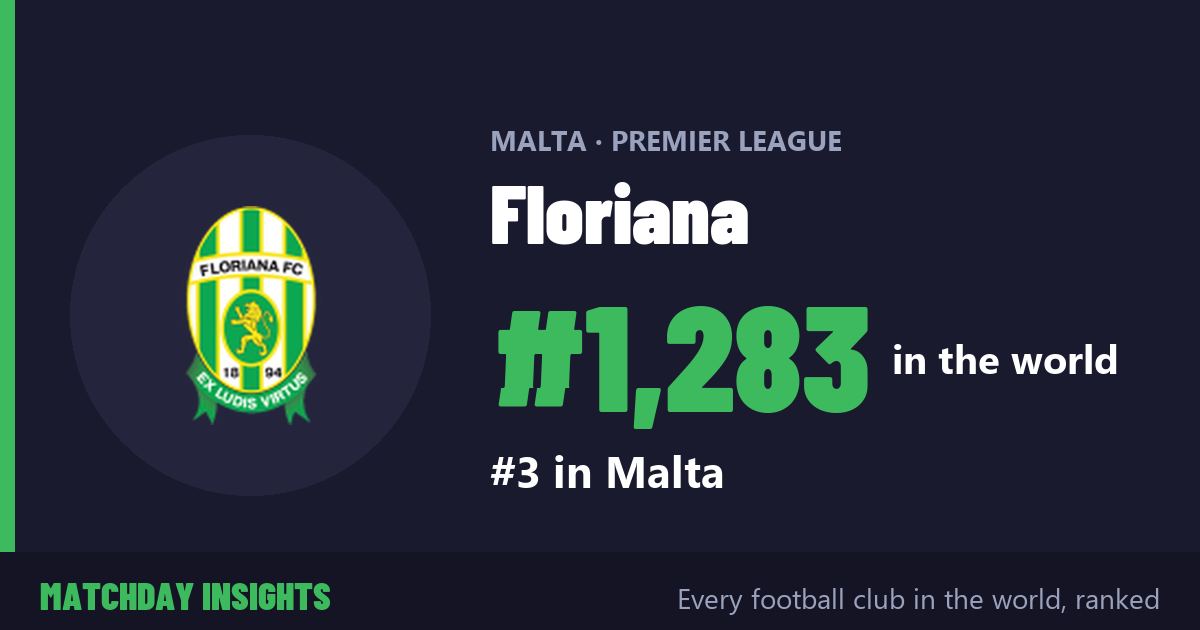 MALTA · PREMIER LEAGUE
Floriana
#1,283 in the world
#3 in Malta
FLORIANA FC
18 94
EX LUDIS VIRTUS
MATCHDAY INSIGHTS
Every football club in the world, ranked